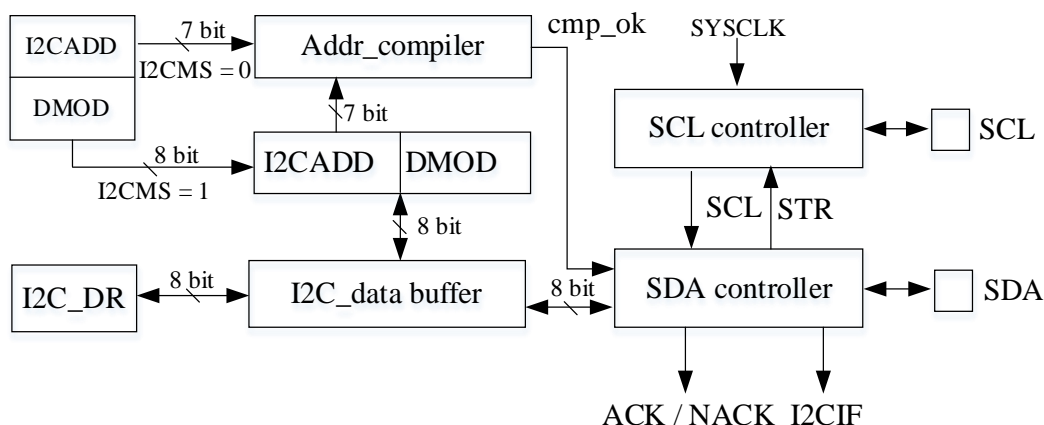 I2CADD
7 bit
I2CMS = 0
Addr_compiler
cmp_ok
SYSCLK
DMOD
7 bit
SCL controller
SCL
8 bit
I2CMS = 1
I2CADD
DMOD
SCL
STR
8 bit
I2C_DR
8 bit
I2C_data buffer
8 bit
SDA controller
SDA
ACK / NACK
I2CIF